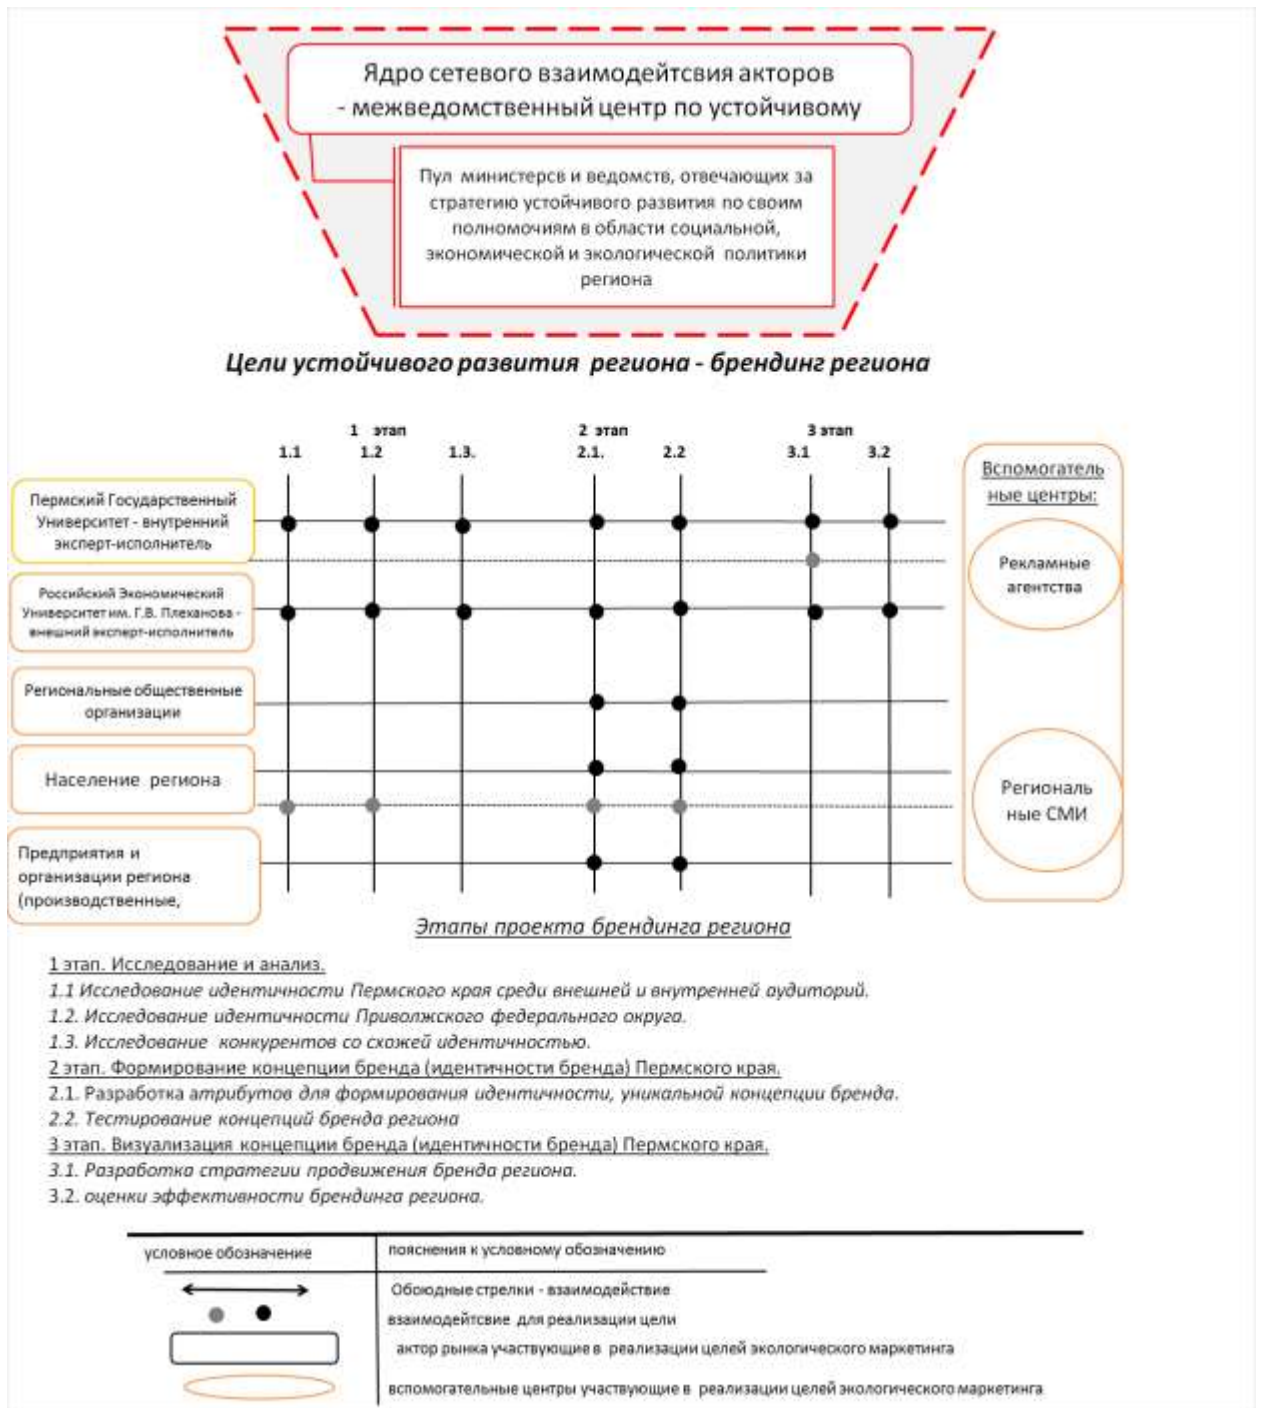 Ядро сетевого взаимодейтсвия акторов
- межведомственный центр по устойчивому
Пул министерсв и ведомств, отвечающих за
стратегию устойчивого развития по своим
полномочиям в области социальной,
экономической и экологической политики
региона
Цели устойчивого развития региона - брендинг региона
1 этап
2 этап
3 этап
1.1
1.2
1.3.
2.1.
2.2
3.1
3.2
Пермский Государственный
Университет - внутренний
эксперт-исполнитель
Российский Экономический
Университет им. Г.В. Плеханова -
внешний эксперт-исполнитель
Региональные общественные
организации
Население региона
Предприятия и
организации региона
(производственные,
Вспомогатель
ные центры:
Рекламные
агентства
Региональ
ные СМИ
Этапы проекта брендинга региона
1 этап. Исследование и анализ.
1.1 Исследование идентичности Пермского края среди внешней и внутренней аудиторий.
1.2. Исследование идентичности Приволжского федерального округа.
1.3. Исследование конкурентов со схожей идентичностью.
2 этап. Формирование концепции бренда (идентичности бренда) Пермского края.
2.1. Разработка атрибутов для формирования идентичности, уникальной концепции бренда.
2.2. Тестирование концепций бренда региона
3 этап. Визуализация концепции бренда (идентичности бренда) Пермского края.
3.1. Разработка стратегии продвижения бренда региона.
3.2. оценки эффективности брендинга региона.
условное обозначение
пояснения к условному обозначению
Обоюдные стрелки - взаимодействие
взаимодейтсвие для реализации цели
актор рынка участвующие в реализации целей экологического маркетинга
вспомогательные центры участвующие в реализации целей экологического маркетинга